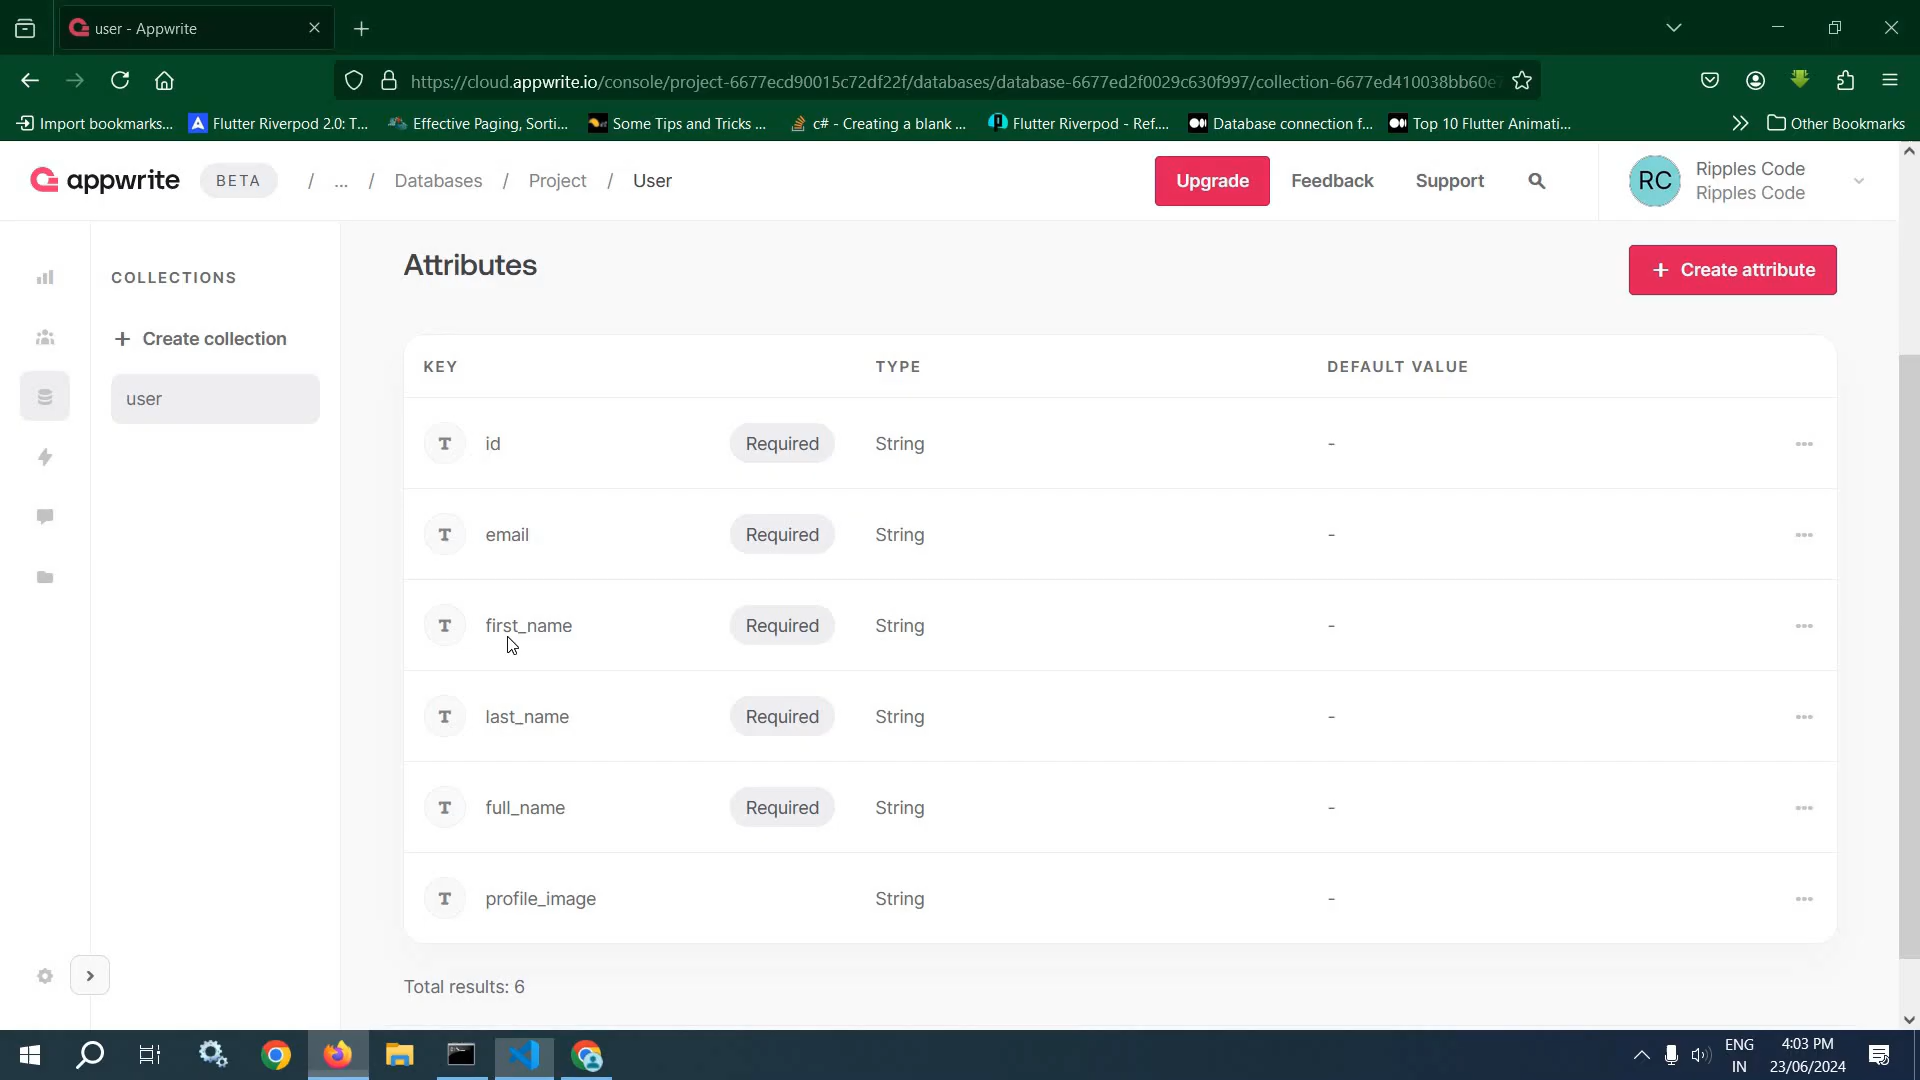 user - Appwrite
https://cloud.appwrite.io/console/project-6677ecd90015c72df22f/databases/database-6677ed2f0029c630f997/collection-6677ed410038bb60e7
Import bookmarks...
Flutter Riverpod 2.0: T...
Effective Paging, Sorti...
Some Tips and Tricks ...
c# - Creating a blank ...
Flutter Riverpod - Ref....
Database connection f...
Top 10 Flutter Animati...
Other Bookmarks
appwrite
BETA
/ ... / Databases / Project / User
Upgrade
Feedback
Support
RC
Ripples Code
Ripples Code
COLLECTIONS
+ Create collection
user
Attributes
+ Create attribute
KEY TYPE DEFAULT VALUE
T id Required String -
T email Required String -
T first_name Required String -
T last_name Required String -
T full_name Required String -
T profile_image String -
Total results: 6
ENG
IN
4:03 PM
23/06/2024